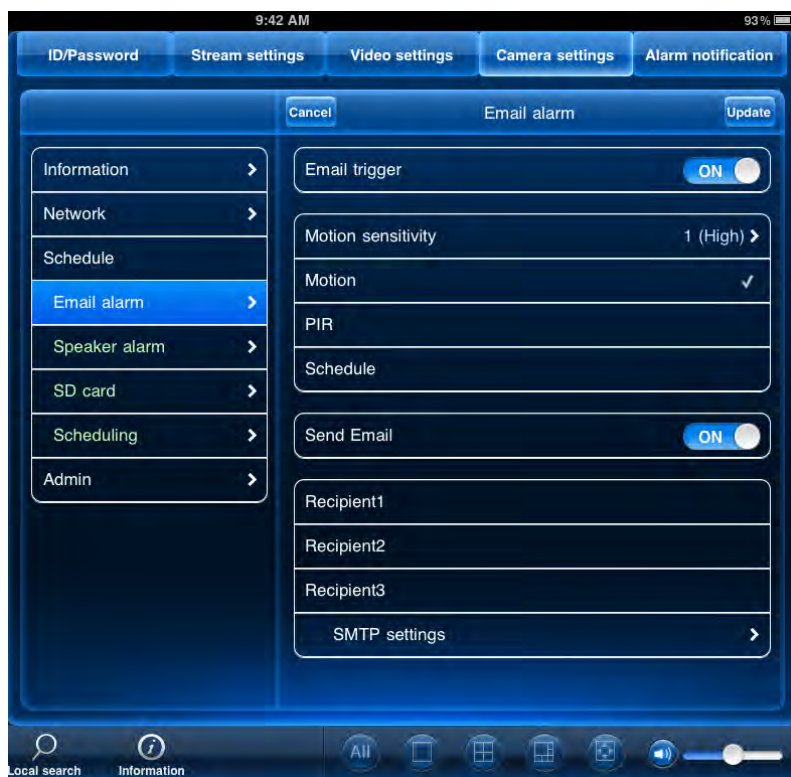 9:42 AM 93%
ID/Password Stream settings Video settings Camera settings Alarm notification
Cancel Email alarm Update
Information
Network
Schedule
Email alarm
Speaker alarm
SD card
Scheduling
Admin
Email trigger ON
Motion sensitivity 1 (High)
Motion
PIR
Schedule
Send Email ON
Recipient1
Recipient2
Recipient3
SMTP settings
All
Local search Information